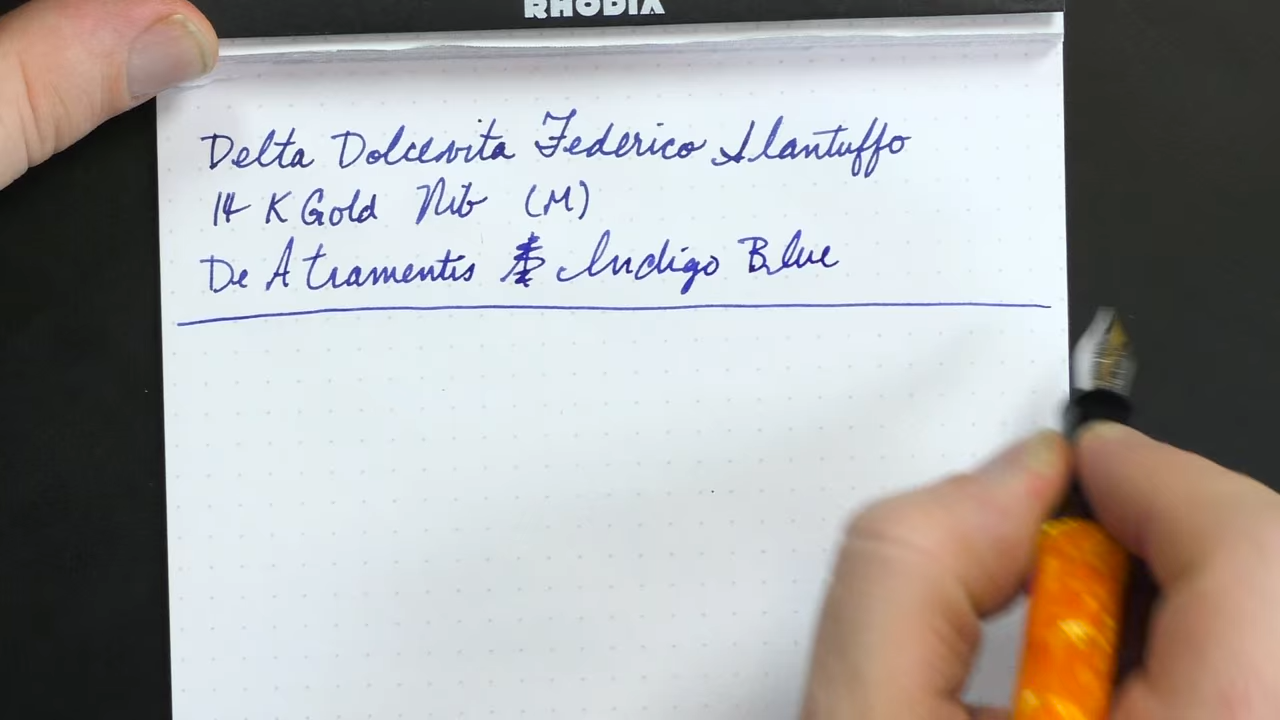 RHODIA
Delta Dolcevita Federico Slantuffo
14 K Gold Nib (M)
De Atramentis Indigo Blue